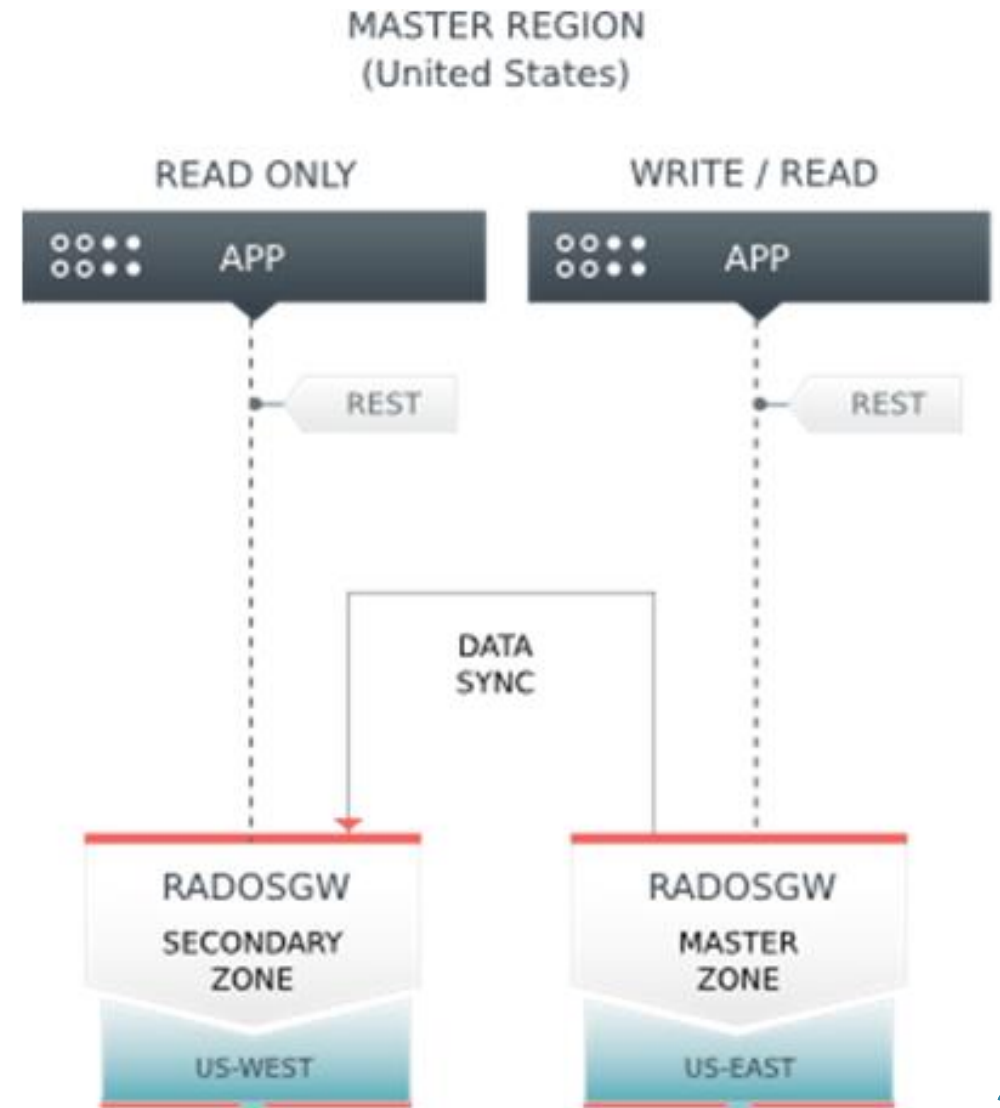 MASTER REGION
(United States)
READ ONLY
WRITE / READ
APP
APP
REST
REST
DATA
SYNC
RADOSGW
SECONDARY
ZONE
US-WEST
RADOSGW
MASTER
ZONE
US-EAST